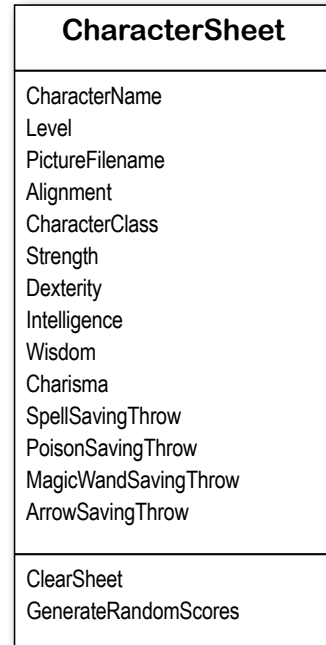 CharacterSheet
CharacterName
Level
PictureFilename
Alignment
CharacterClass
Strength
Dexterity
Intelligence
Wisdom
Charisma
SpellSavingThrow
PoisonSavingThrow
MagicWandSavingThrow
ArrowSavingThrow
ClearSheet
GenerateRandomScores